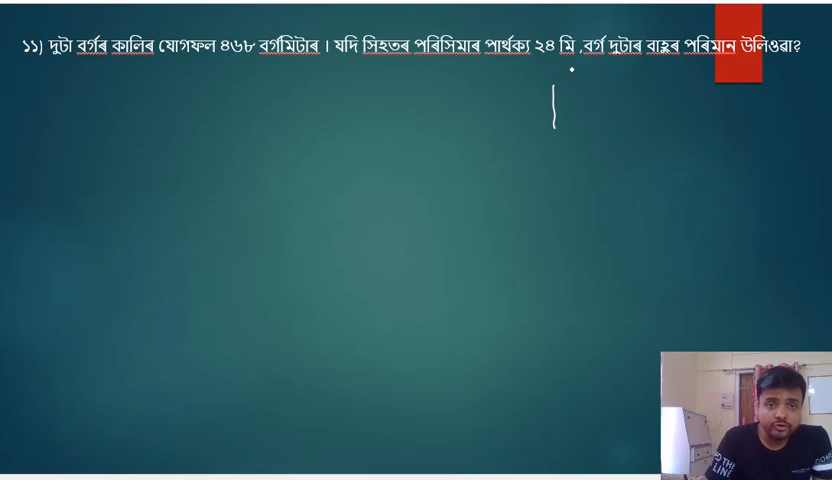 ১১) দুটা বৰ্গৰ কালিৰ যোগফল ৪৬৮ বৰ্গমিটাৰ । যদি সিহতৰ পৰিসিমাৰ পাৰ্থক্য ২৪ মি ,বৰ্গ দুটাৰ বাহুৰ পৰিমান উলিওৱা?